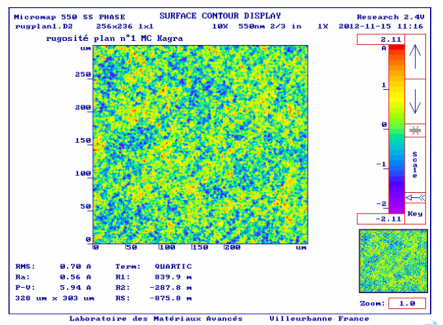 Micromap 550 SS PHASE SURFACE CONTOUR DISPLAY Research 2.4V
rugplan1.D2 256x236 1x1 10X 550nm 2/3 in 1X 2012-11-15 11:16
rugosité plan n°1 MC Kagra
um
250
200
150
100
50
0
0 50 100 150 200 um
2.11
A
1
0
-1
-2
-2.11
Scale
Key
RMS: 0.70 A Term: QUARTIC
Ra: 0.56 A R1: 839.9 m
P-V: 5.94 A R2: -287.8 m
328 um x 303 um RS: -875.8 m
Zoom: 1.0
Laboratoire des Matériaux Avancés Villeurbanne France